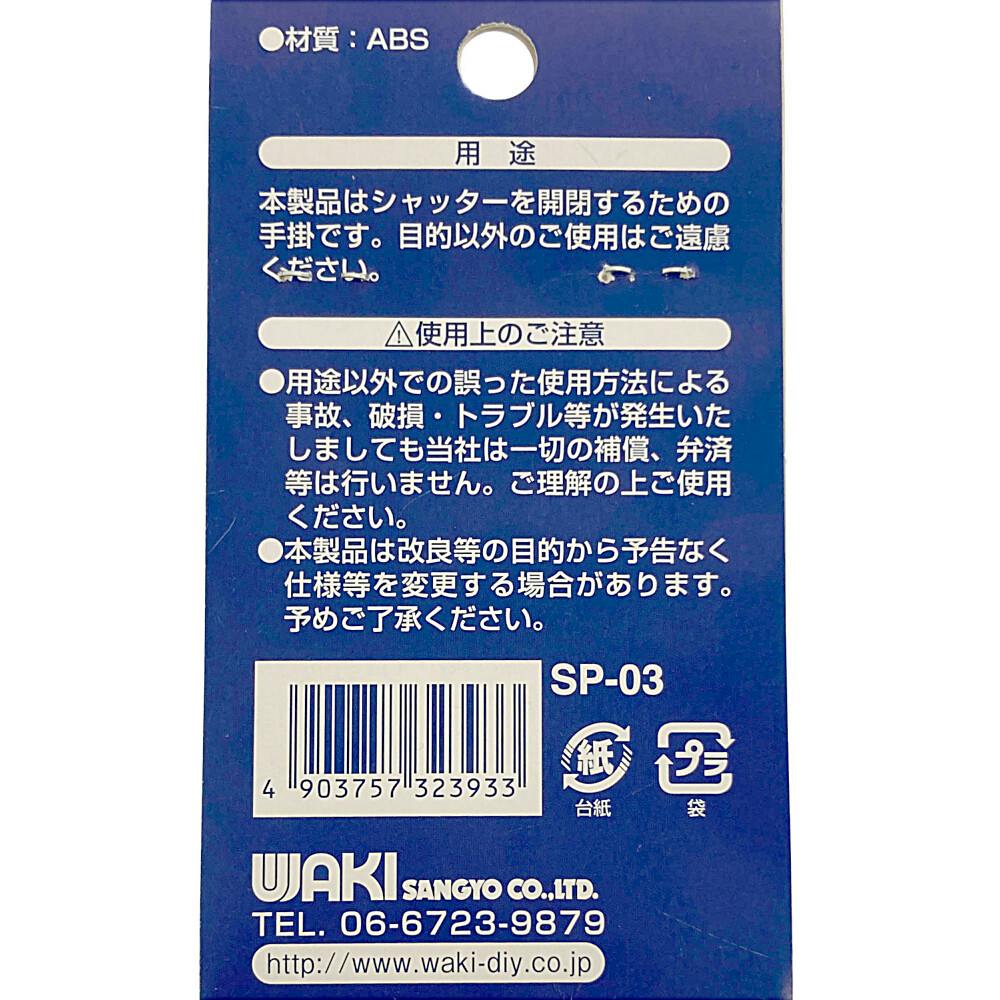 ●材質：ABS
用　途
本製品はシャッターを開閉するための
手掛です。目的以外のご使用はご遠慮
ください。
⚠使用上のご注意
●用途以外での誤った使用方法による
事故、破損・トラブル等が発生いた
しましても当社は一切の補償、弁済
等は行いません。ご理解の上ご使用
ください。
●本製品は改良等の目的から予告なく
仕様等を変更する場合があります。
予めご了承ください。
SP-03
紙
台紙
プラ
袋
4 903757 323933
WAKI SANGYO CO.,LTD.
TEL. 06-6723-9879
http://www.waki-diy.co.jp